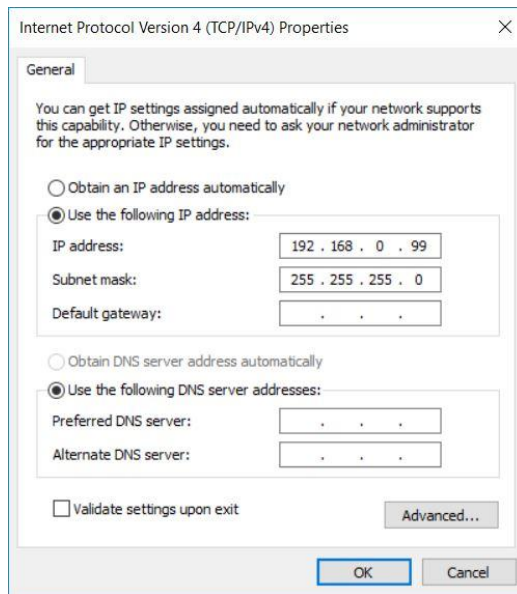 Internet Protocol Version 4 (TCP/IPv4) Properties
General
You can get IP settings assigned automatically if your network supports
this capability. Otherwise, you need to ask your network administrator
for the appropriate IP settings.
Obtain an IP address automatically
Use the following IP address:
IP address: 192 . 168 . 0 . 99
Subnet mask: 255 . 255 . 255 . 0
Default gateway: . . .
Obtain DNS server address automatically
Use the following DNS server addresses:
Preferred DNS server: . . .
Alternate DNS server: . . .
Validate settings upon exit
Advanced...
OK Cancel